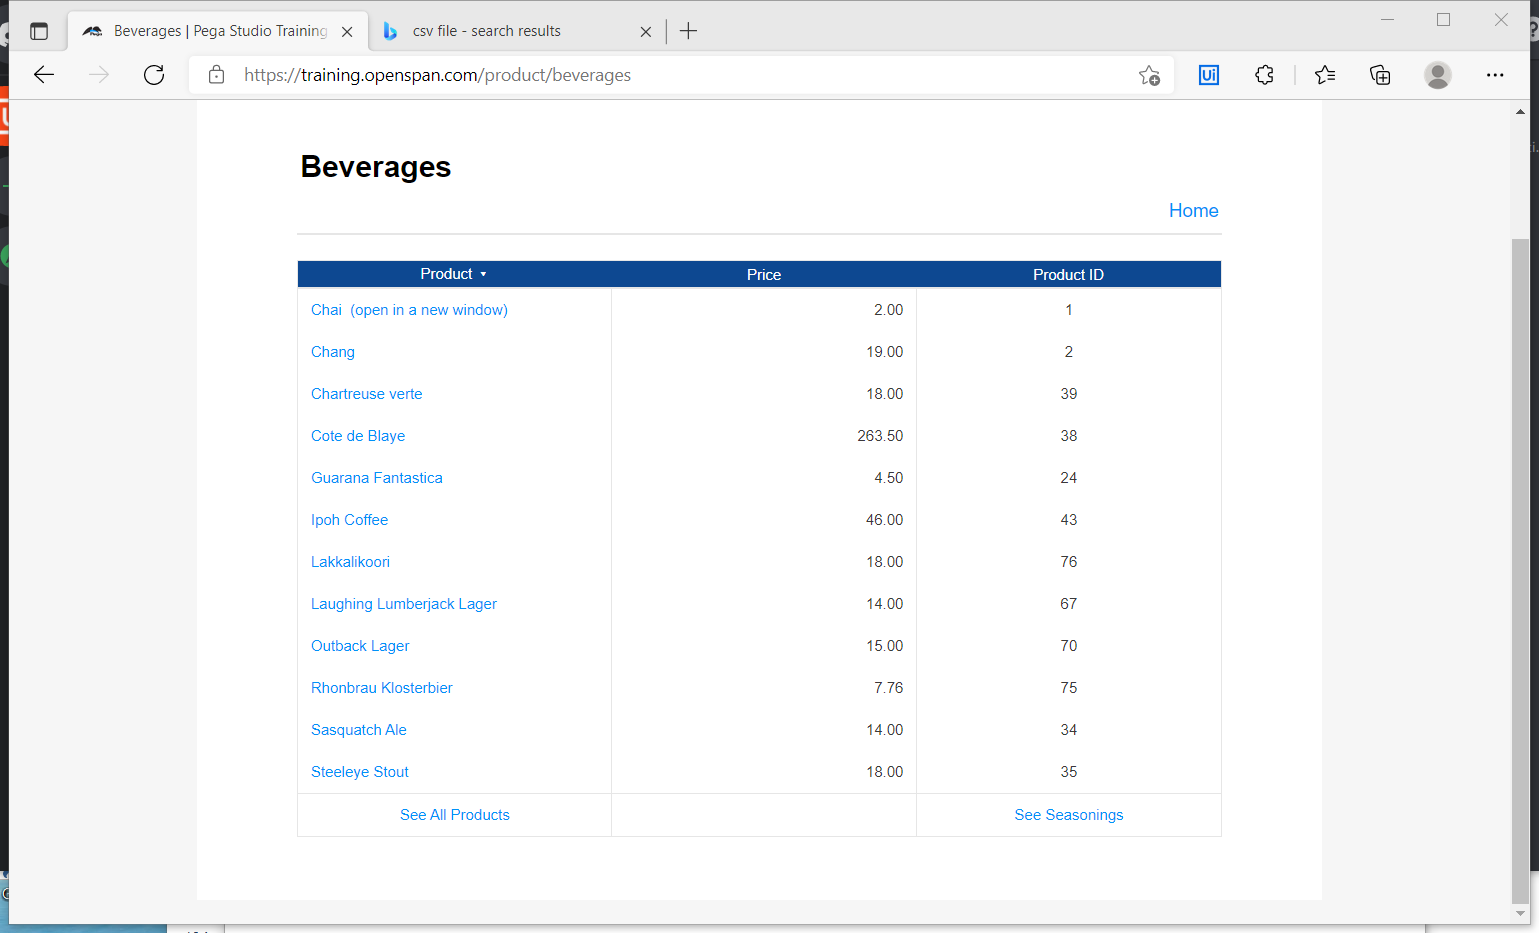 Beverages | Pega Studio Training
csv file - search results
https://training.openspan.com/product/beverages
Beverages
Home
Product Price Product ID
Chai (open in a new window) 2.00 1
Chang 19.00 2
Chartreuse verte 18.00 39
Cote de Blaye 263.50 38
Guarana Fantastica 4.50 24
Ipoh Coffee 46.00 43
Lakkalikoori 18.00 76
Laughing Lumberjack Lager 14.00 67
Outback Lager 15.00 70
Rhonbrau Klosterbier 7.76 75
Sasquatch Ale 14.00 34
Steeleye Stout 18.00 35
See All Products See Seasonings